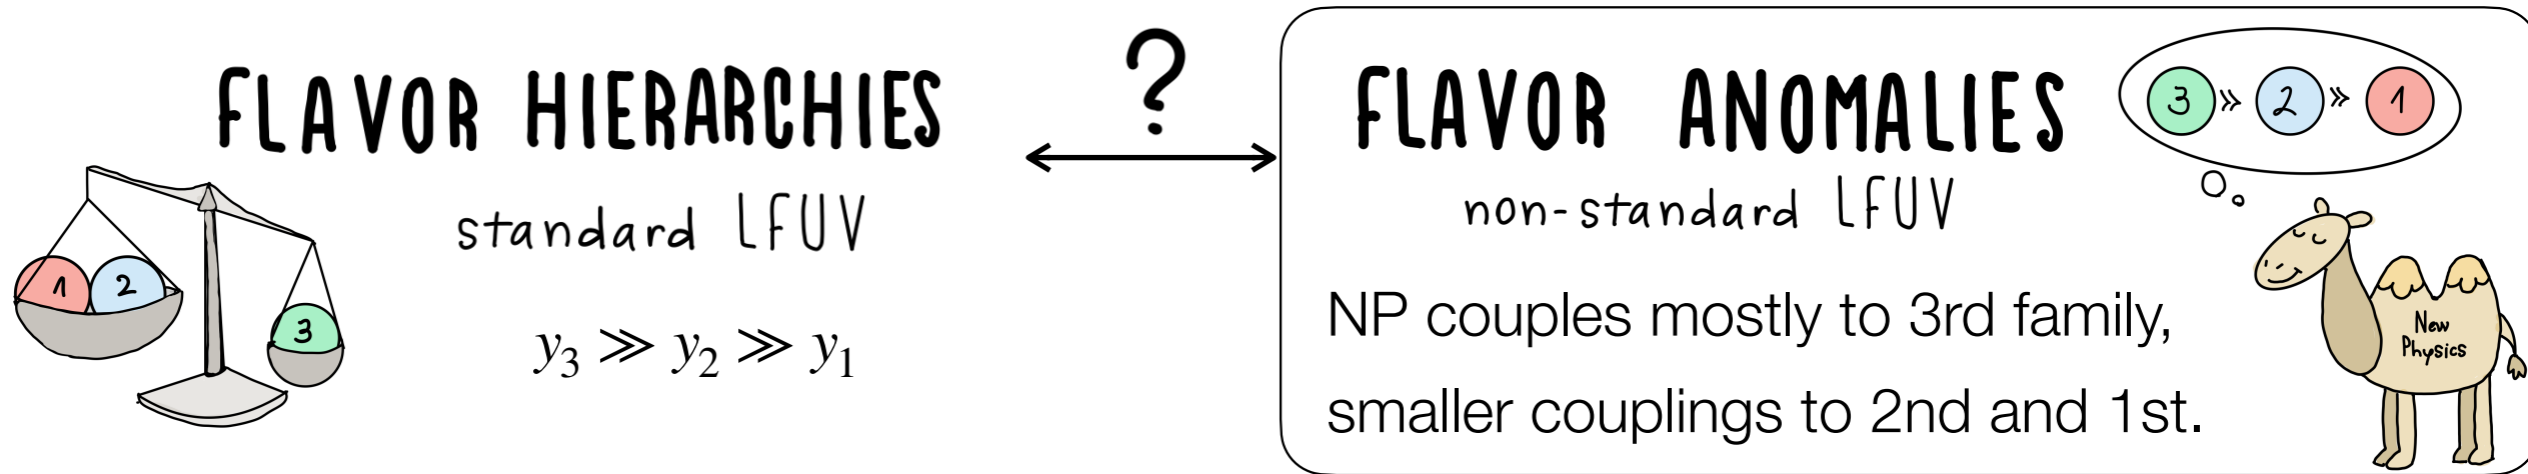 FLAVOR HIERARCHIES
standard LFUV
1 2
3
y₃ ≫ y₂ ≫ y₁
?
FLAVOR ANOMALIES
non-standard LFUV
NP couples mostly to 3rd family,
smaller couplings to 2nd and 1st.
3 ≫ 2 ≫ 1
New
Physics